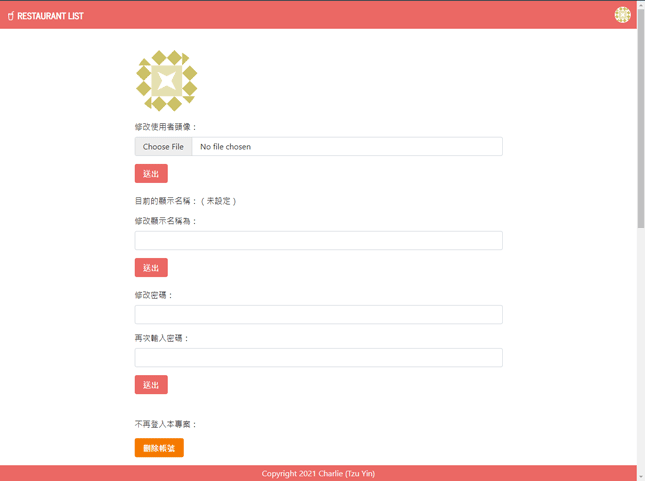 RESTAURANT LIST
修改使用者頭像：
Choose File No file chosen
送出
目前的顯示名稱：（未設定）
修改顯示名稱為：
送出
修改密碼：
再次輸入密碼：
送出
不再登入本專案：
刪除帳號
Copyright 2021 Charlie (Tzu Yin)